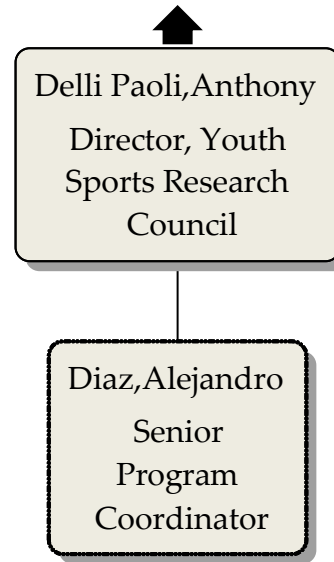 Delli Paoli,Anthony
Director, Youth
Sports Research
Council
Diaz,Alejandro
Senior
Program
Coordinator